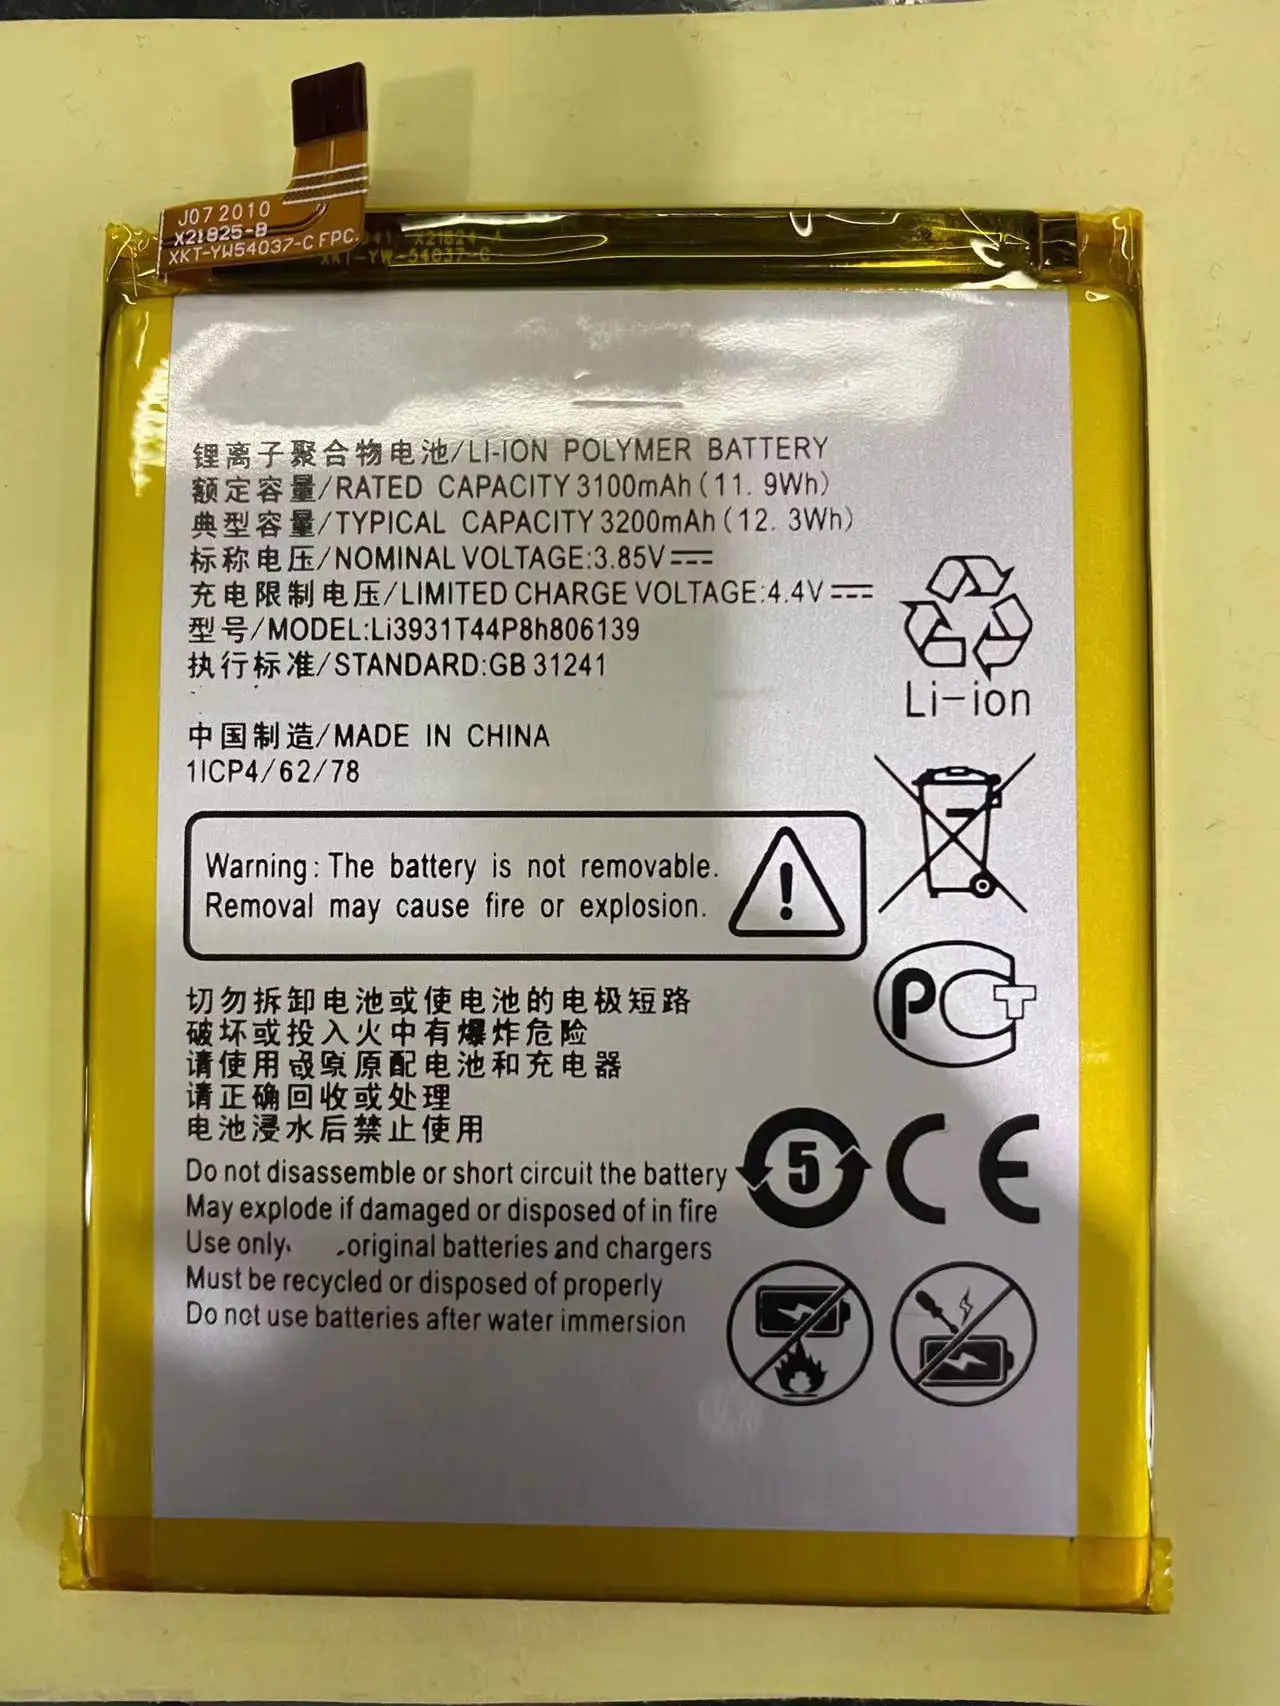 J072010
X21825-B
XKT-YW54037-C FPC
XKT-YW-54037-C
锂离子聚合物电池/LI-ION POLYMER BATTERY
额定容量/RATED CAPACITY 3100mAh(11.9Wh)
典型容量/TYPICAL CAPACITY 3200mAh(12.3Wh)
标称电压/NOMINAL VOLTAGE:3.85V
充电限制电压/LIMITED CHARGE VOLTAGE:4.4V
型号/MODEL:Li3931T44P8h806139
执行标准/STANDARD:GB 31241
Li-ion
中国制造/MADE IN CHINA
1ICP4/62/78
Warning: The battery is not removable.
Removal may cause fire or explosion.
PCT
切勿拆卸电池或使电池的电极短路
破坏或投入火中有爆炸危险
请使用 原配电池和充电器
请正确回收或处理
电池浸水后禁止使用
5
CE
Do not disassemble or short circuit the battery
May explode if damaged or disposed of in fire
Use only original batteries and chargers
Must be recycled or disposed of properly
Do not use batteries after water immersion